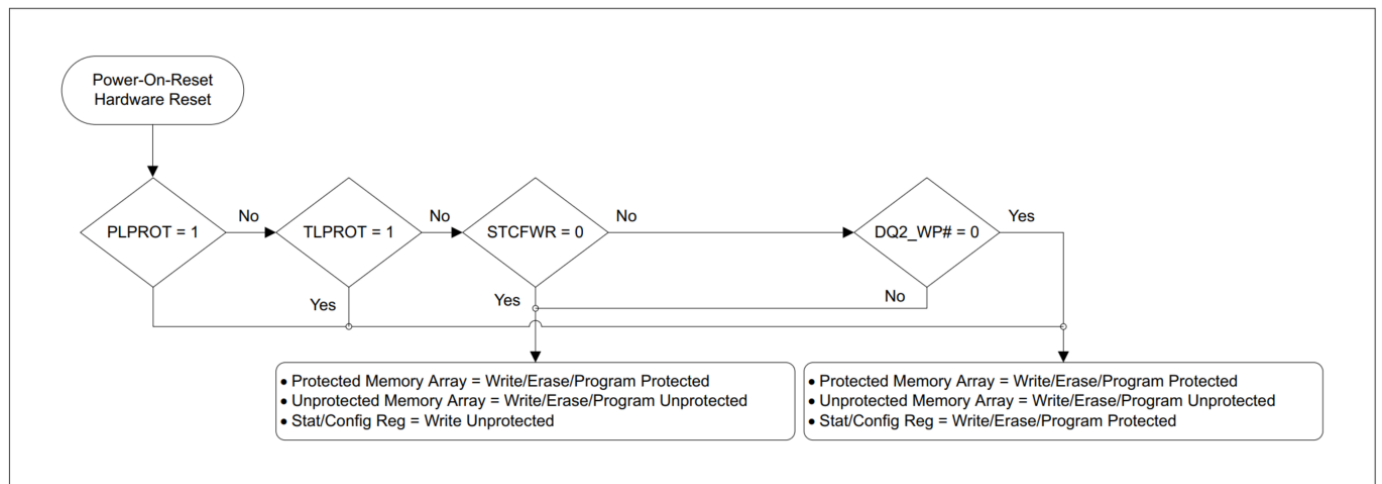 Power-On-Reset
Hardware Reset
PLPROT = 1
No
TLPROT = 1
No
STCFWR = 0
No
DQ2_WP# = 0
Yes
Yes
Yes
No
• Protected Memory Array = Write/Erase/Program Protected
• Unprotected Memory Array = Write/Erase/Program Unprotected
• Stat/Config Reg = Write Unprotected
• Protected Memory Array = Write/Erase/Program Protected
• Unprotected Memory Array = Write/Erase/Program Unprotected
• Stat/Config Reg = Write/Erase/Program Protected